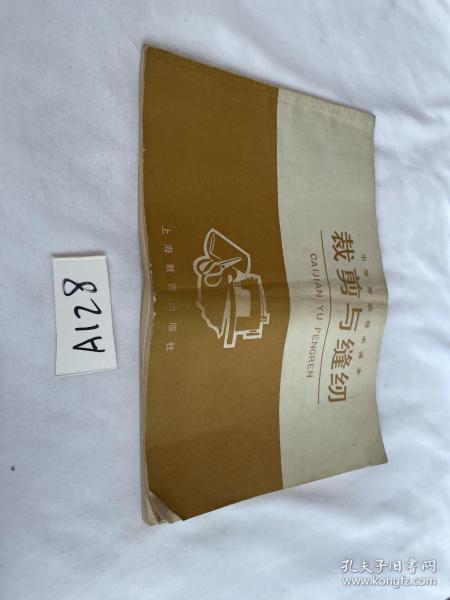 中学劳动技术课本
裁剪与缝纫
CAIJIAN YU FENGREN
上海教育出版社
A128
孔夫子旧书网
www.kongfz.com